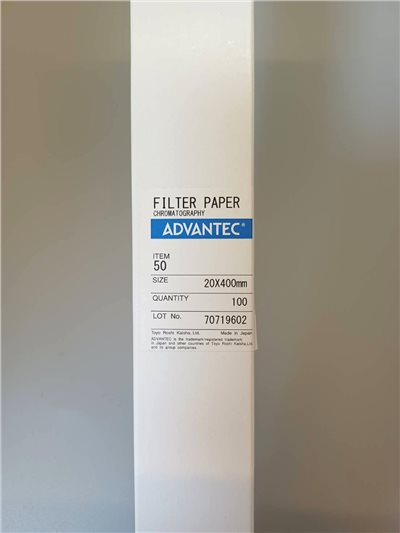 FILTER PAPER
CHROMATOGRAPHY
ADVANTEC®
ITEM
50
SIZE 20X400mm
QUANTITY 100
LOT No. 70719602
Toyo Roshi Kaisha, Ltd. Made in Japan
ADVANTEC is the trademark/registered trademark
in Japan and other countries of Toyo Roshi Kaisha, Ltd.
and its group companies.